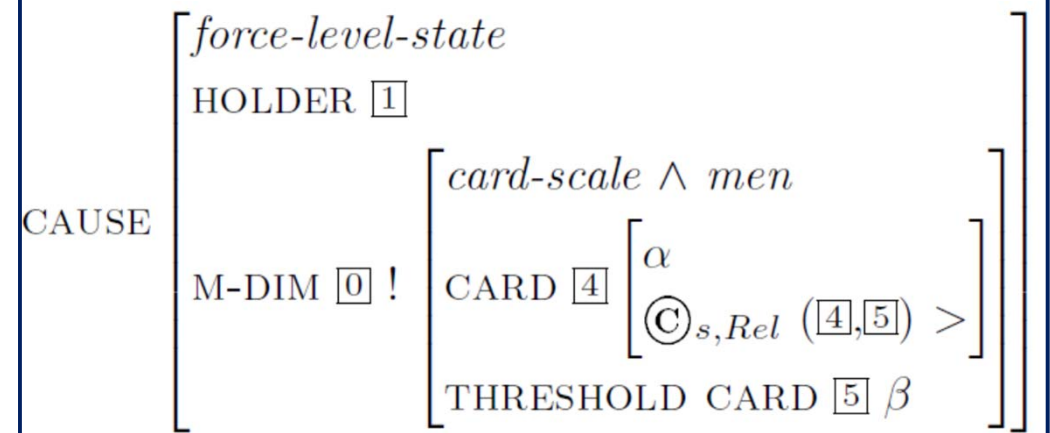 force-level-state
HOLDER 1
card-scale ∧ men
CAUSE
α
M-DIM 0 ! CARD 4
Ⓒs,Rel (4,5) >
THRESHOLD CARD 5 β